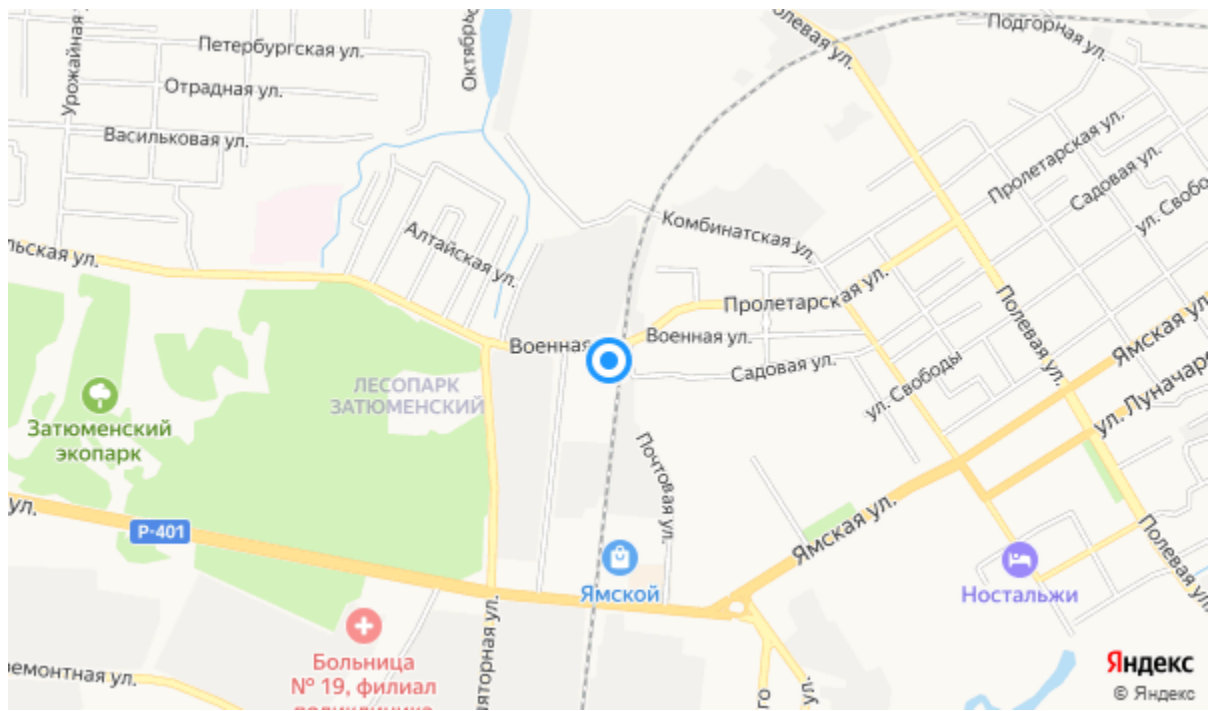 Подгорная ул.
Полевая ул.
Петербургская ул.
Урожайная
Отрадная ул.
Васильковая ул.
Пролетарская ул.
Садовая ул.
ул. Свобо
Комбинатская ул.
Алтайская ул.
льская ул.
Пролетарская ул.
Полевая ул.
Военная
Военная ул.
Садовая ул.
Ямская ул.
ул. Свободы
ул. Луначар
ЛЕСОПАРК
ЗАТЮМЕНСКИЙ
Затюменский
экопарк
Почтовая ул.
ул.
Р-401
Ямская ул.
Полевая ул.
Ямской
Ностальжи
Больница
№ 19, филиал
ремонтная ул.
яторная ул.
го
ул.
Яндекс
© Яндекс